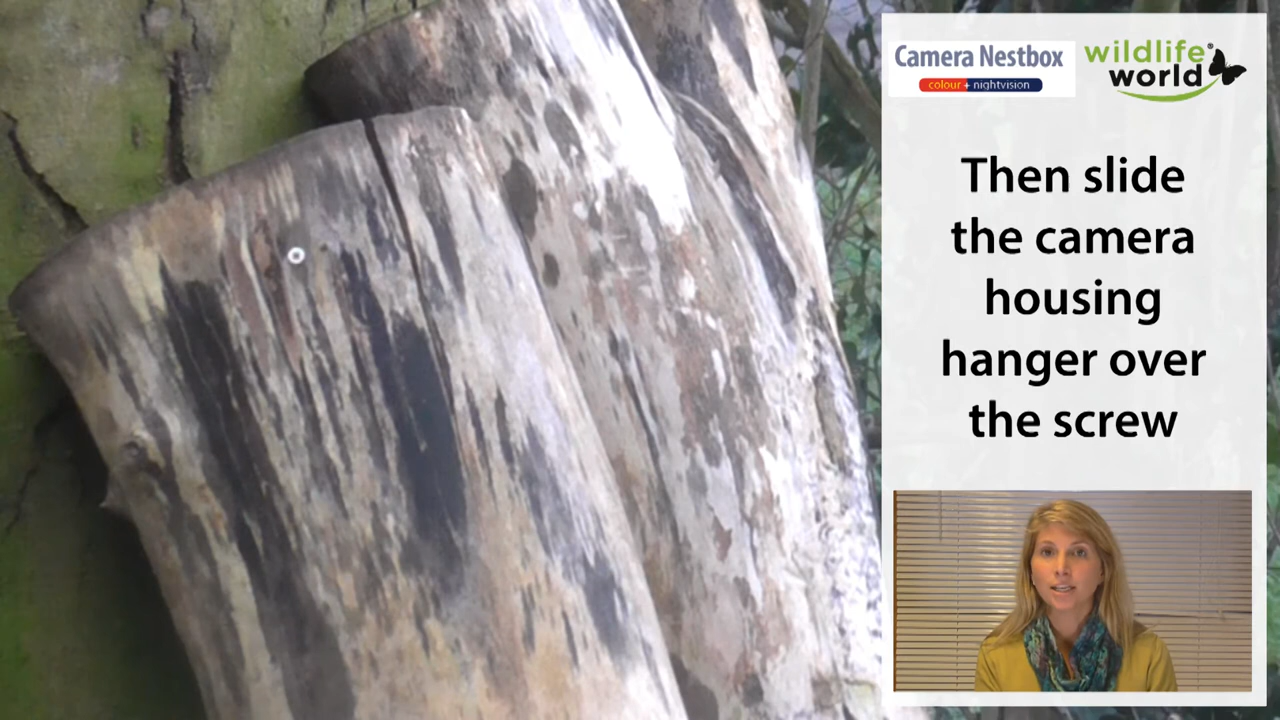 Camera Nestbox
colour + nightvision
wildlife®
world
Then slide
the camera
housing
hanger over
the screw